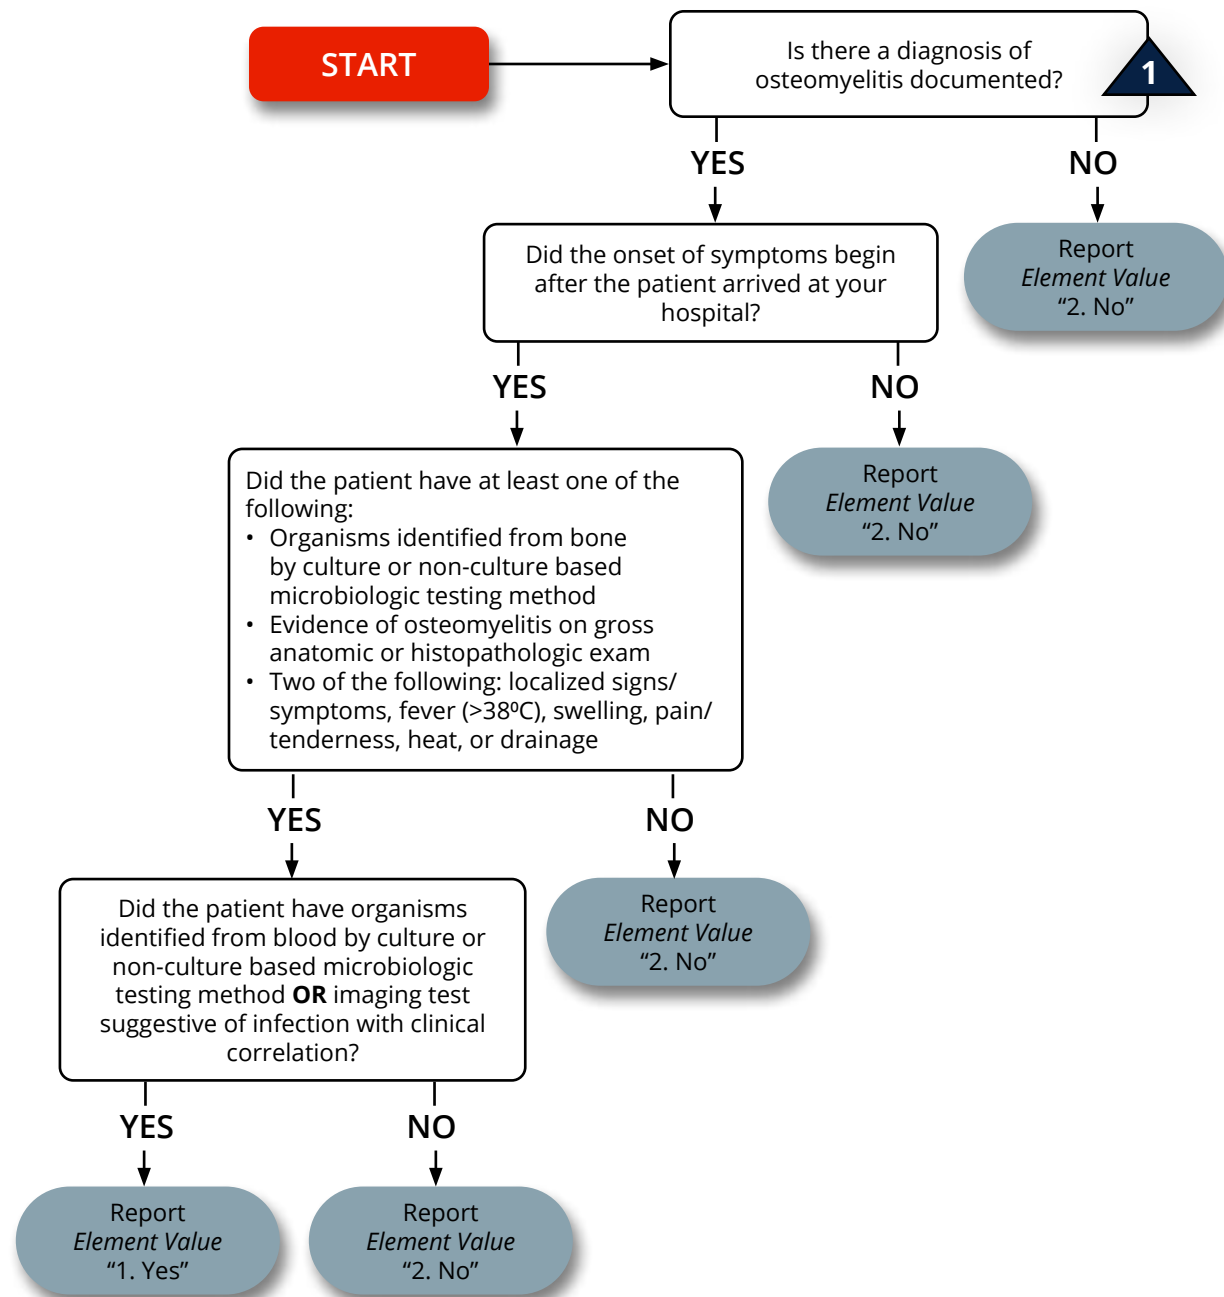 START
Is there a diagnosis of
osteomyelitis documented?
1
YES
NO
Report
Element Value
“2. No”
Did the onset of symptoms begin
after the patient arrived at your
hospital?
YES
NO
Report
Element Value
“2. No”
Did the patient have at least one of the
following:
• Organisms identified from bone
by culture or non-culture based
microbiologic testing method
• Evidence of osteomyelitis on gross
anatomic or histopathologic exam
• Two of the following: localized signs/
symptoms, fever (>38⁰C), swelling, pain/
tenderness, heat, or drainage
YES
NO
Report
Element Value
“2. No”
Did the patient have organisms
identified from blood by culture or
non-culture based microbiologic
testing method OR imaging test
suggestive of infection with clinical
correlation?
YES
NO
Report
Element Value
“1. Yes”
Report
Element Value
“2. No”